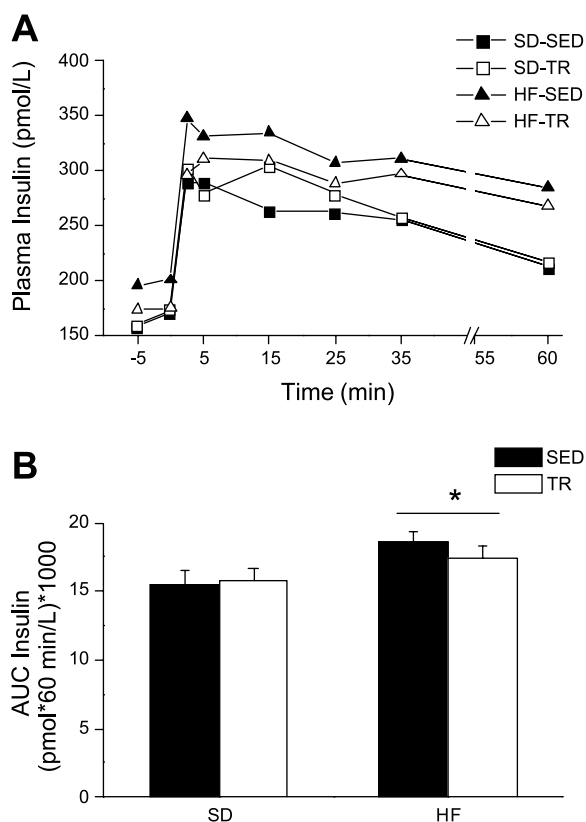 A
SD-SED
SD-TR
HF-SED
HF-TR
Plasma Insulin (pmol/L)
400
350
300
250
200
150
-5 5 15 25 35 55 60
Time (min)
B
SED
TR
*
AUC Insulin
(pmol*60 min/L)*1000
20
15
10
5
0
SD HF